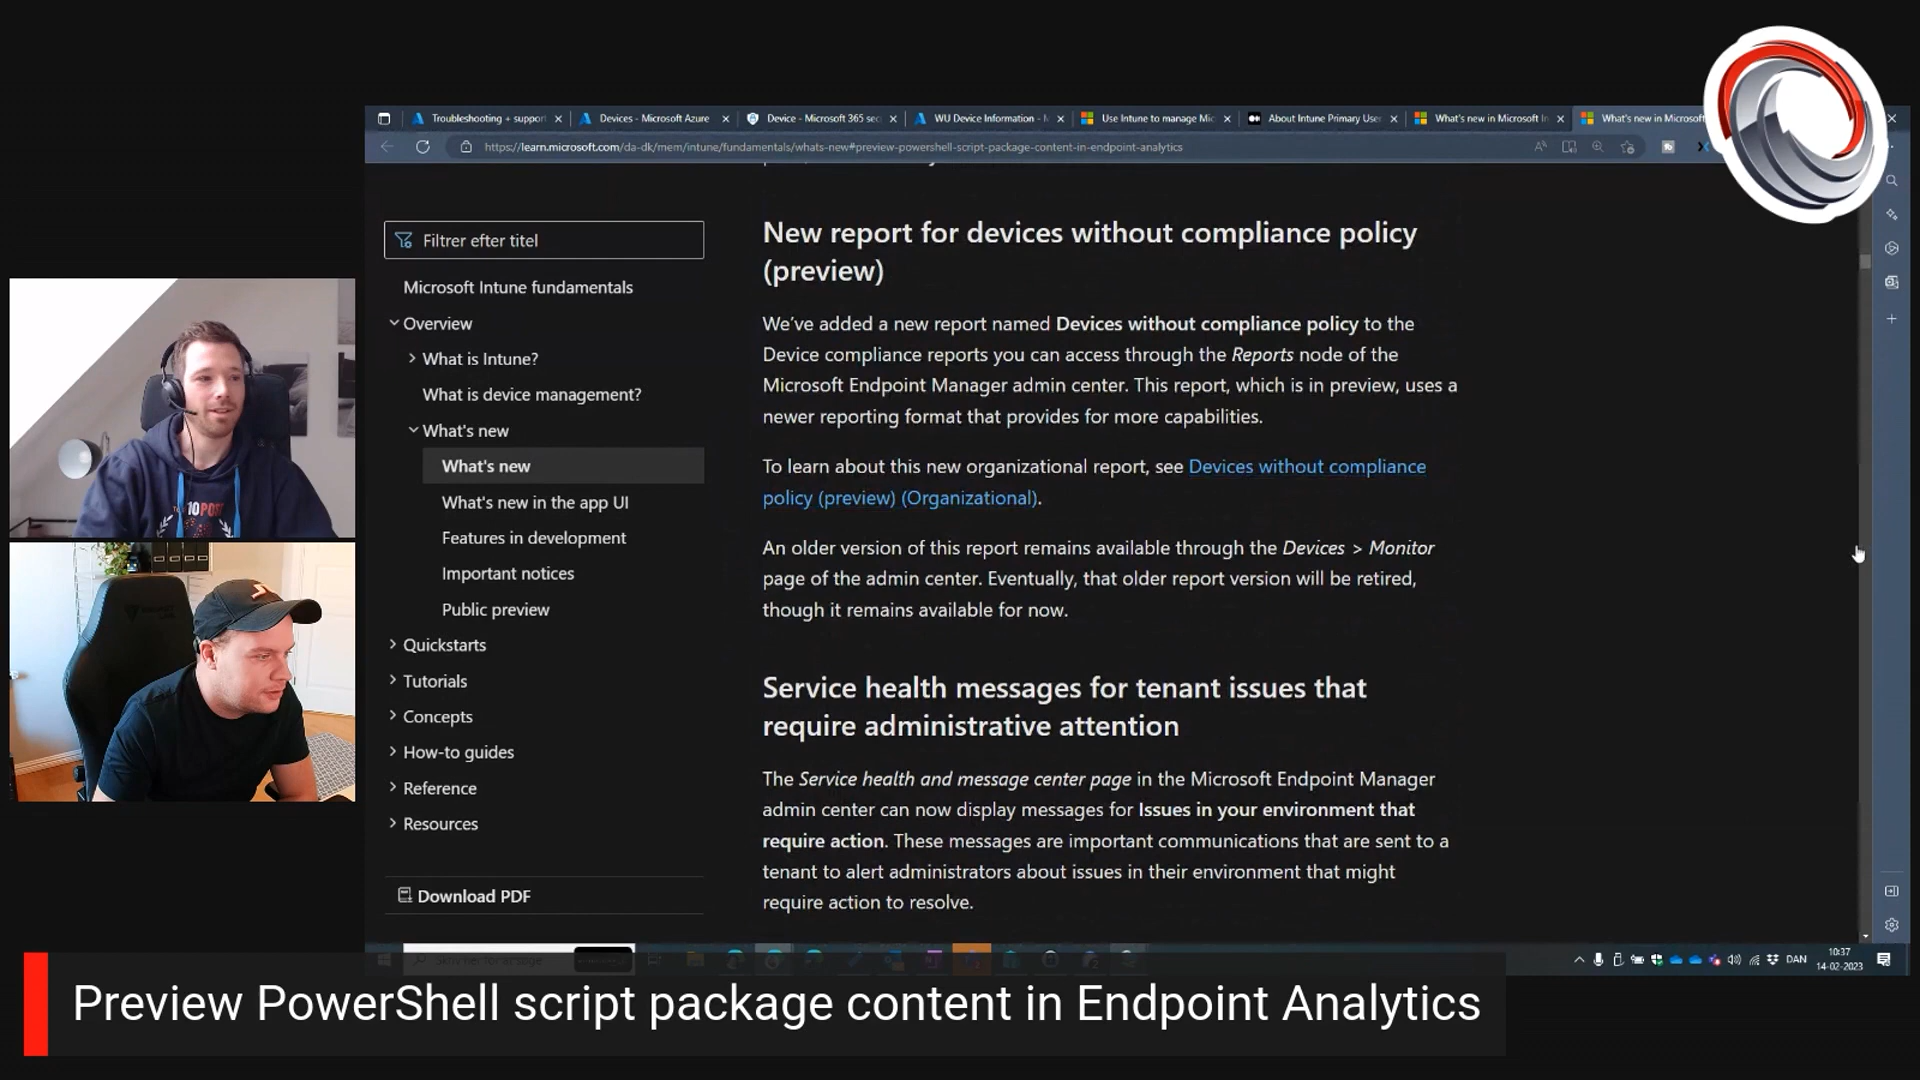 Troubleshooting + suppor
Devices - Microsoft Azure
Device - Microsoft 365 sec
WU Device Information - M
Use Intune to manage Mic
About Intune Primary User
What's new in Microsoft In
What's new in Microsoft
https://learn.microsoft.com/da-dk/mem/intune/fundamentals/whats-new#preview-powershell-script-package-content-in-endpoint-analytics
Filtrer efter titel
Microsoft Intune fundamentals
Overview
What is Intune?
What is device management?
What's new
What's new
What's new in the app UI
Features in development
Important notices
Public preview
Quickstarts
Tutorials
Concepts
How-to guides
Reference
Resources
Download PDF
New report for devices without compliance policy
(preview)
We've added a new report named Devices without compliance policy to the
Device compliance reports you can access through the Reports node of the
Microsoft Endpoint Manager admin center. This report, which is in preview, uses a
newer reporting format that provides for more capabilities.
To learn about this new organizational report, see Devices without compliance
policy (preview) (Organizational).
An older version of this report remains available through the Devices > Monitor
page of the admin center. Eventually, that older report version will be retired,
though it remains available for now.
Service health messages for tenant issues that
require administrative attention
The Service health and message center page in the Microsoft Endpoint Manager
admin center can now display messages for Issues in your environment that
require action. These messages are important communications that are sent to a
tenant to alert administrators about issues in their environment that might
require action to resolve.
10POST
DAN
10:37
14-02-2023
Preview PowerShell script package content in Endpoint Analytics